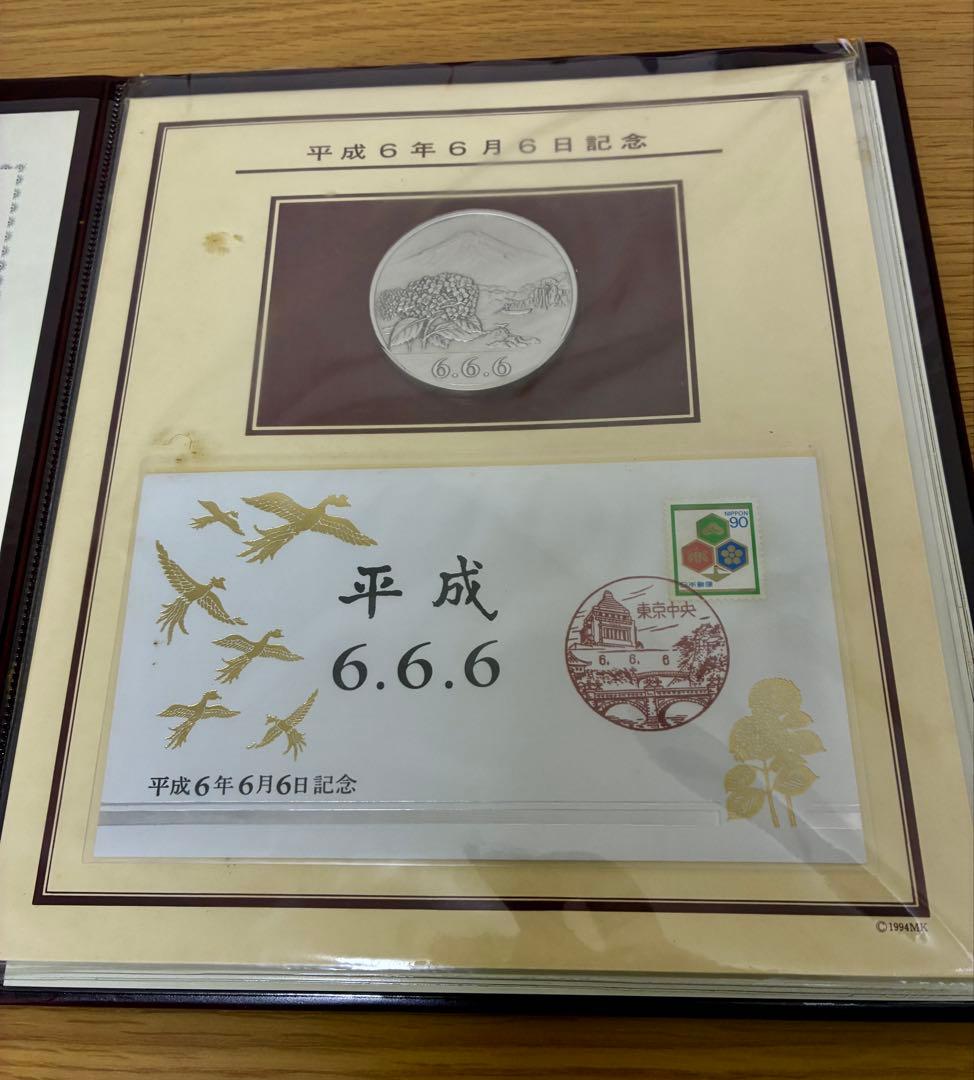 平成6年6月6日記念
6.6.6
NIPPON
90
日本郵便
平成
6.6.6
東京中央
6. 6. 6
平成6年6月6日記念
©1994MK